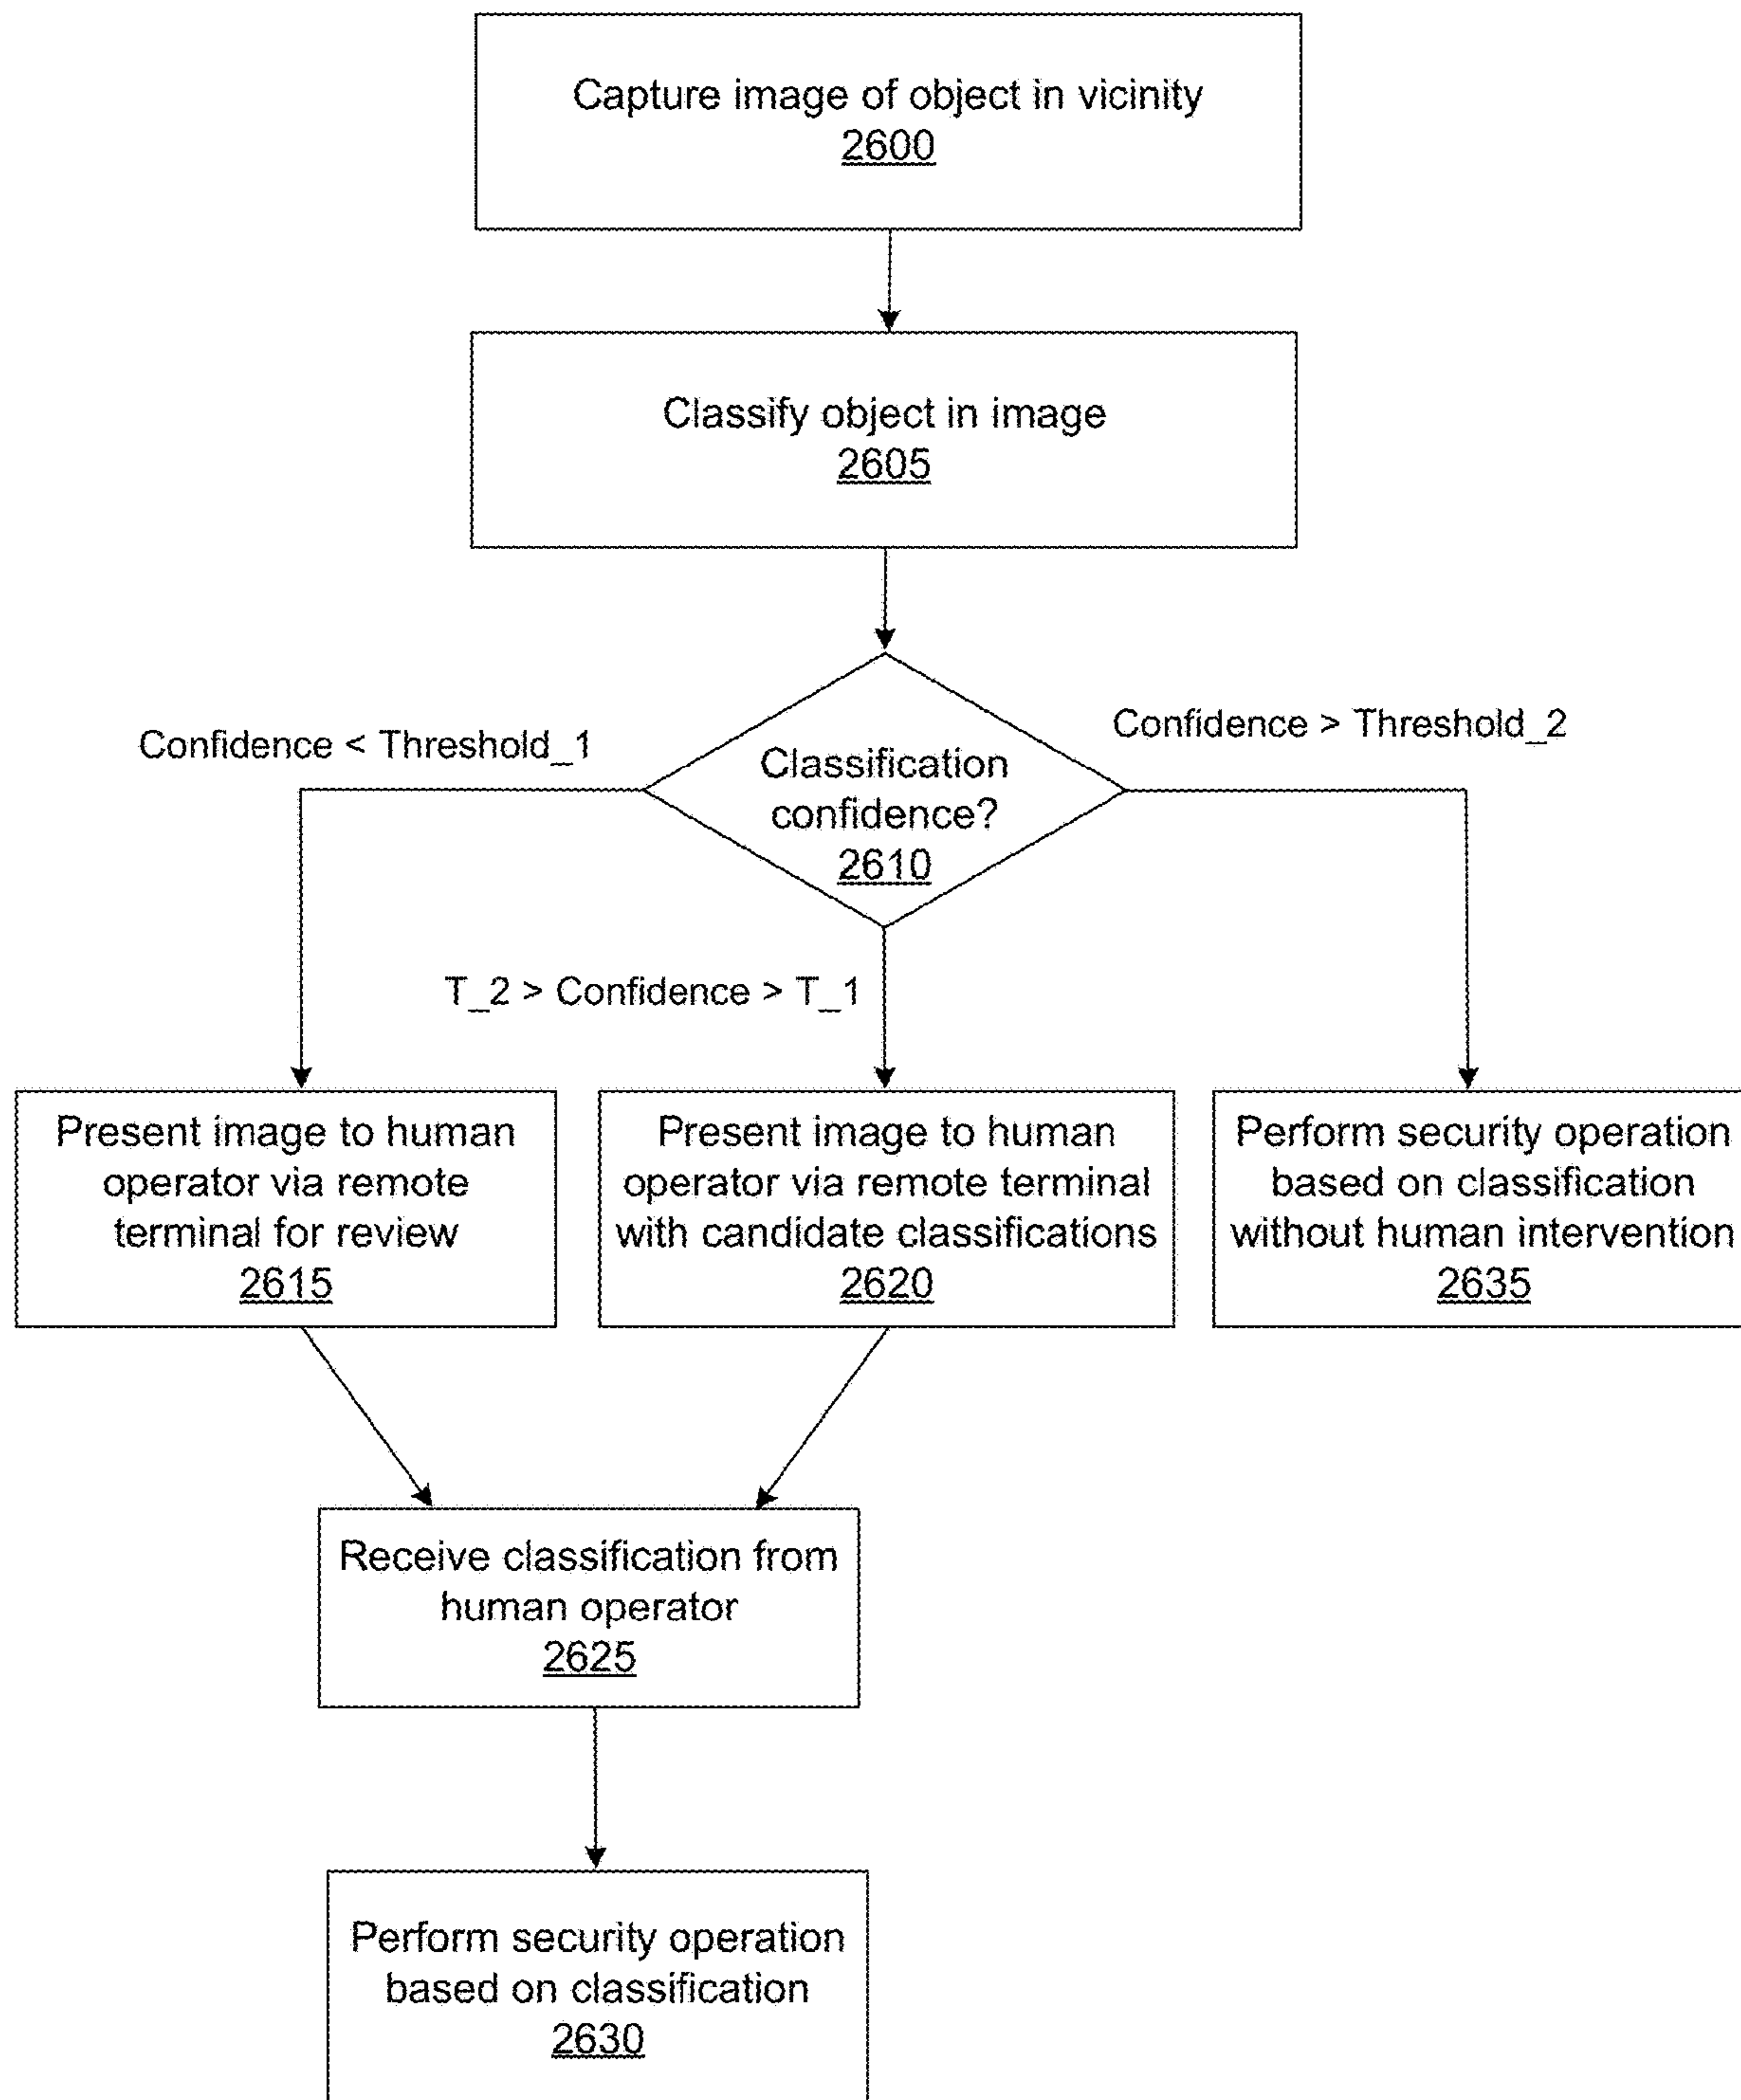 Capture image of object in vicinity
2600
Classify object in image
2605
Confidence < Threshold_1
Confidence > Threshold_2
Classification
confidence?
2610
T_2 > Confidence > T_1
Present image to human
operator via remote
terminal for review
2615
Present image to human
operator via remote terminal
with candidate classifications
2620
Perform security operation
based on classification
without human intervention
2635
Receive classification from
human operator
2625
Perform security operation
based on classification
2630